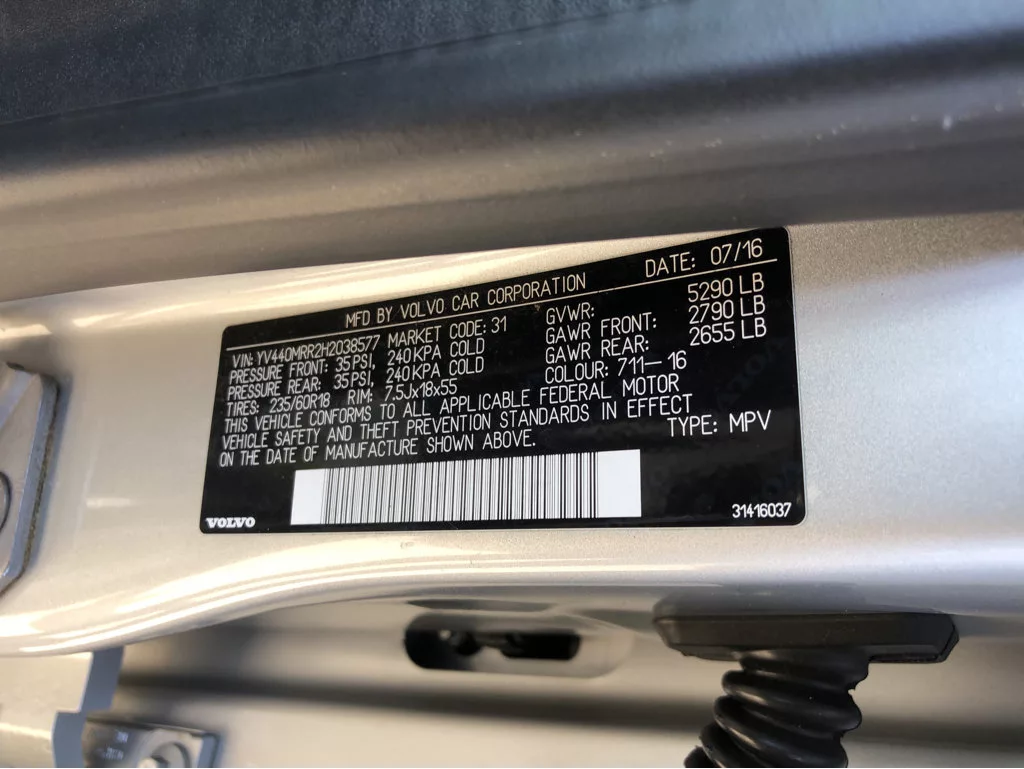 MFD BY VOLVO CAR CORPORATION DATE: 07/16
VIN: YV440MRR2H2038577 MARKET CODE: 31 GVWR: 5290 LB
PRESSURE FRONT: 35PSI, 240KPA COLD GAWR FRONT: 2790 LB
PRESSURE REAR: 35PSI, 240KPA COLD GAWR REAR: 2655 LB
TIRES: 235/60R18 RIM: 7.5Jx18x55 COLOUR: 711-16
THIS VEHICLE CONFORMS TO ALL APPLICABLE FEDERAL MOTOR
VEHICLE SAFETY AND THEFT PREVENTION STANDARDS IN EFFECT
ON THE DATE OF MANUFACTURE SHOWN ABOVE. TYPE: MPV
VOLVO 31416037